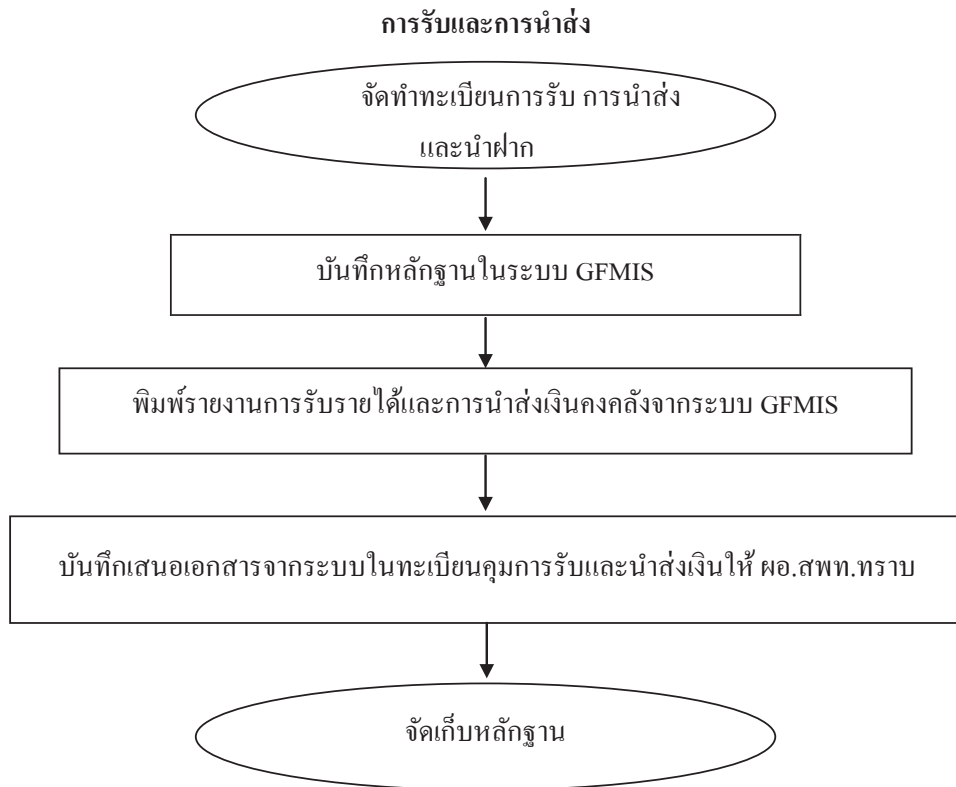 การรับและการนำส่ง
จัดทำทะเบียนการรับ การนำส่ง
และนำฝาก
บันทึกหลักฐานในระบบ GFMIS
พิมพ์รายงานการรับรายได้และการนำส่งเงินคงคลังจากระบบ GFMIS
บันทึกเสนอเอกสารจากระบบในทะเบียนคุมการรับและนำส่งเงินให้ ผอ.สพท.ทราบ
จัดเก็บหลักฐาน